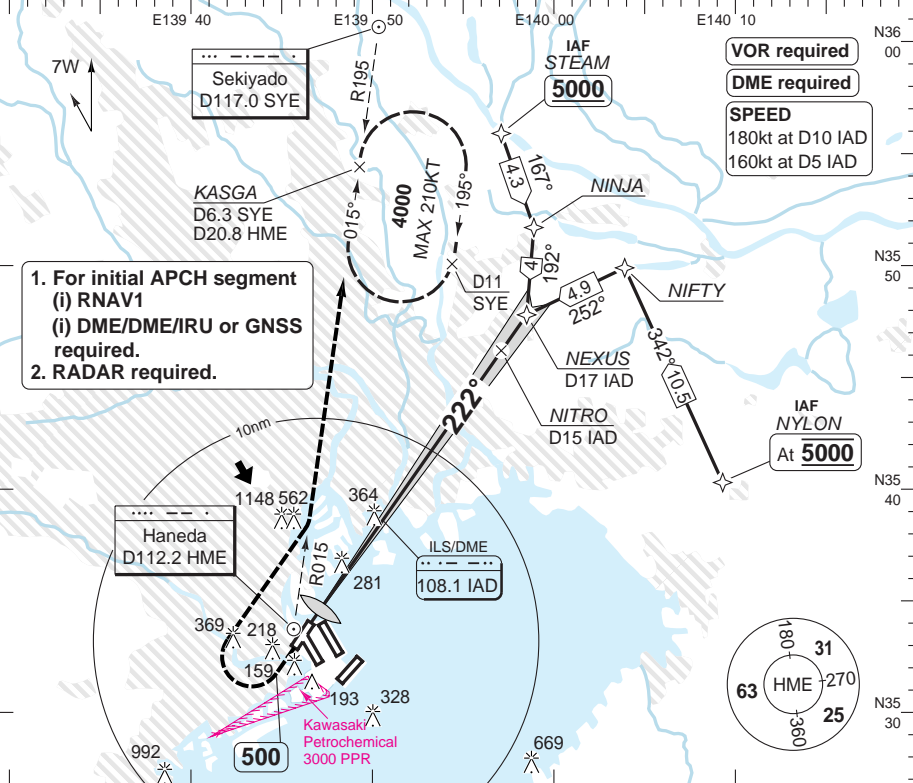 E139 40
E139 50
E140 00
E140 10
N36
00
7W
Sekiyado
D117.0 SYE
R195
IAF
STEAM
5000
VOR required
DME required
SPEED
180kt at D10 IAD
160kt at D5 IAD
KASGA
D6.3 SYE
D20.8 HME
015°
4000
MAX 210KT
195°
4.3
167°
NINJA
4
192°
D11
SYE
4.9
252°
NIFTY
N35
50
1. For initial APCH segment
(i) RNAV1
(i) DME/DME/IRU or GNSS
required.
2. RADAR required.
NEXUS
D17 IAD
342°
10.5
222°
NITRO
D15 IAD
IAF
NYLON
At 5000
10nm
N35
40
1148
562
364
Haneda
D112.2 HME
R015
ILS/DME
108.1 IAD
281
369
218
159
193
328
Kawasaki
Petrochemical
3000 PPR
500
992
669
180
31
63
HME
270
25
360
N35
30